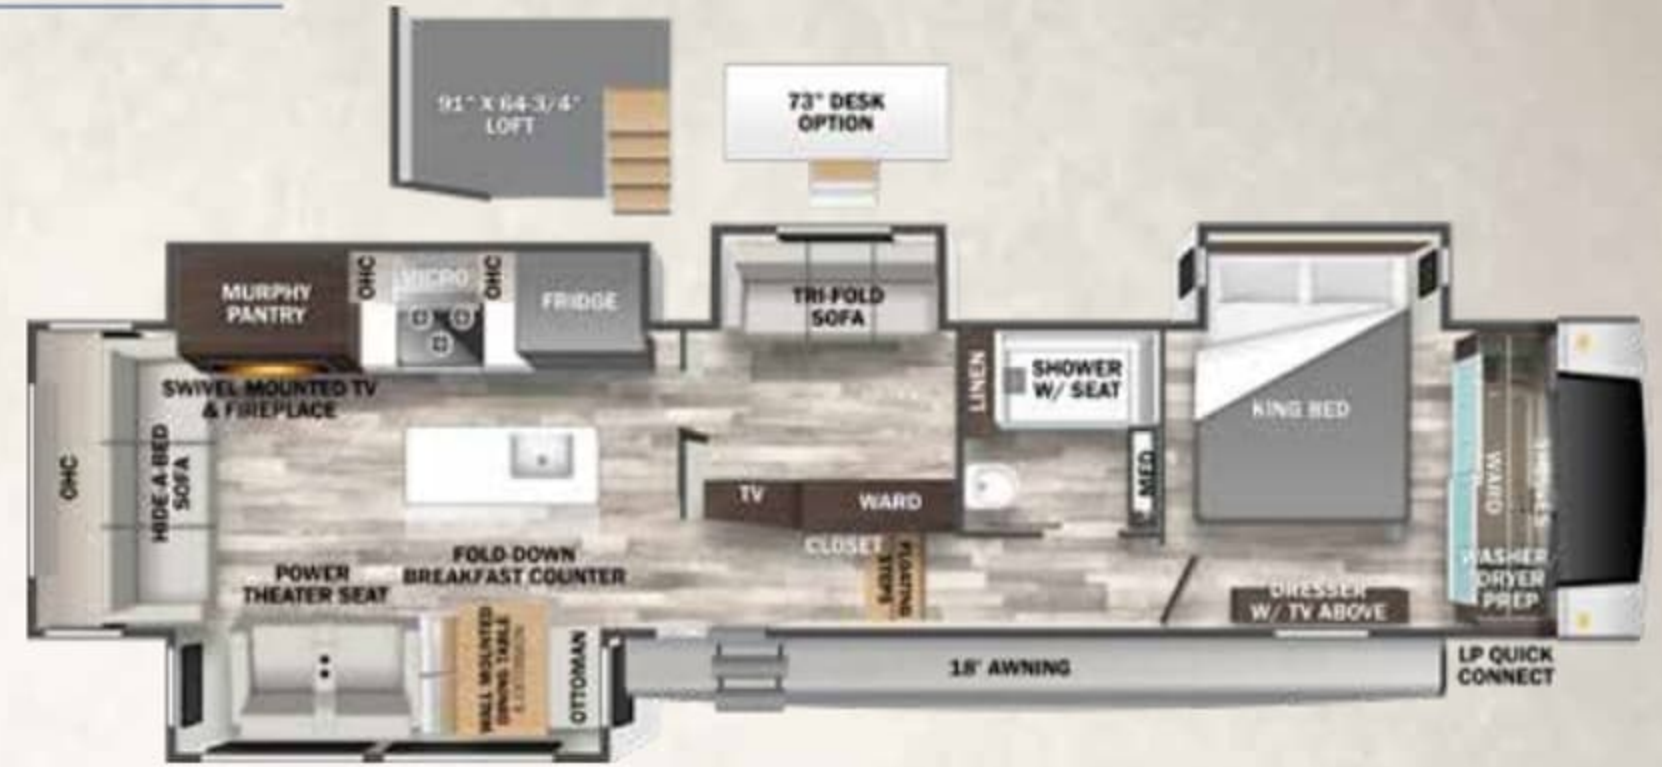 91" X 64-3/4"
LOFT
73" DESK
OPTION
MURPHY
PANTRY
OHC
MICRO
OHC
FRIDGE
TRI-FOLD
SOFA
LINEN
SHOWER
W/ SEAT
KING BED
SWIVEL MOUNTED TV
& FIREPLACE
OHC
HIDE-A-BED
SOFA
TV
WARD
MED
WARD
CLOSET
FLOATING
STEPS
FOLD-DOWN
BREAKFAST COUNTER
POWER
THEATER SEAT
WALL MOUNTED
DINING TABLE
OTTOMAN
DRESSER
W/ TV ABOVE
WASHER/
DRYER
PREP
18' AWNING
LP QUICK
CONNECT